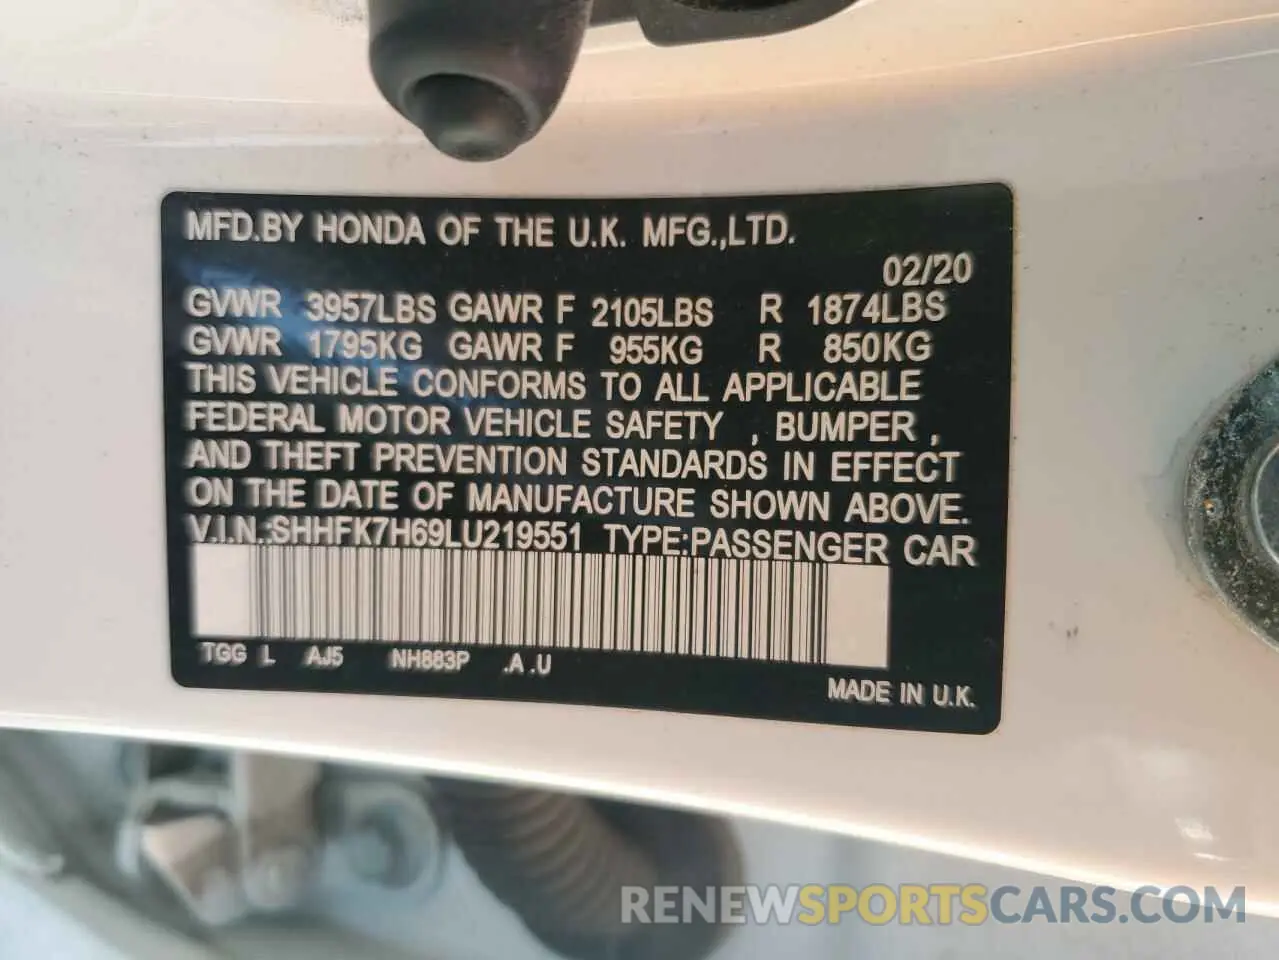 MFD.BY HONDA OF THE U.K. MFG.,LTD.
02/20
GVWR 3957LBS GAWR F 2105LBS R 1874LBS
GVWR 1795KG GAWR F 955KG R 850KG
THIS VEHICLE CONFORMS TO ALL APPLICABLE
FEDERAL MOTOR VEHICLE SAFETY , BUMPER ,
AND THEFT PREVENTION STANDARDS IN EFFECT
ON THE DATE OF MANUFACTURE SHOWN ABOVE.
V.I.N.:SHHFK7H69LU219551 TYPE:PASSENGER CAR
TGG L AJ5 NH883P .A .U
MADE IN U.K.
RENEWSPORTSCARS.COM